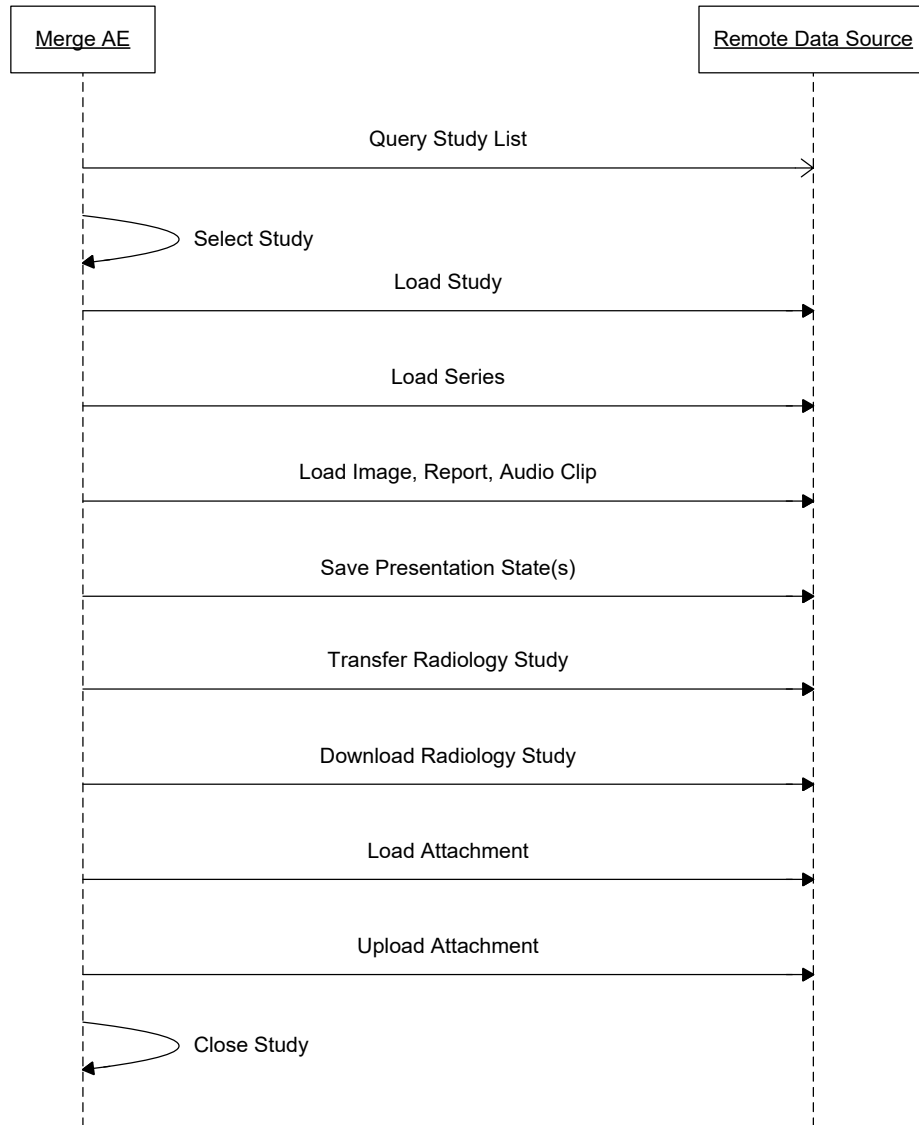 Merge AE
Remote Data Source
Query Study List
Select Study
Load Study
Load Series
Load Image, Report, Audio Clip
Save Presentation State(s)
Transfer Radiology Study
Download Radiology Study
Load Attachment
Upload Attachment
Close Study